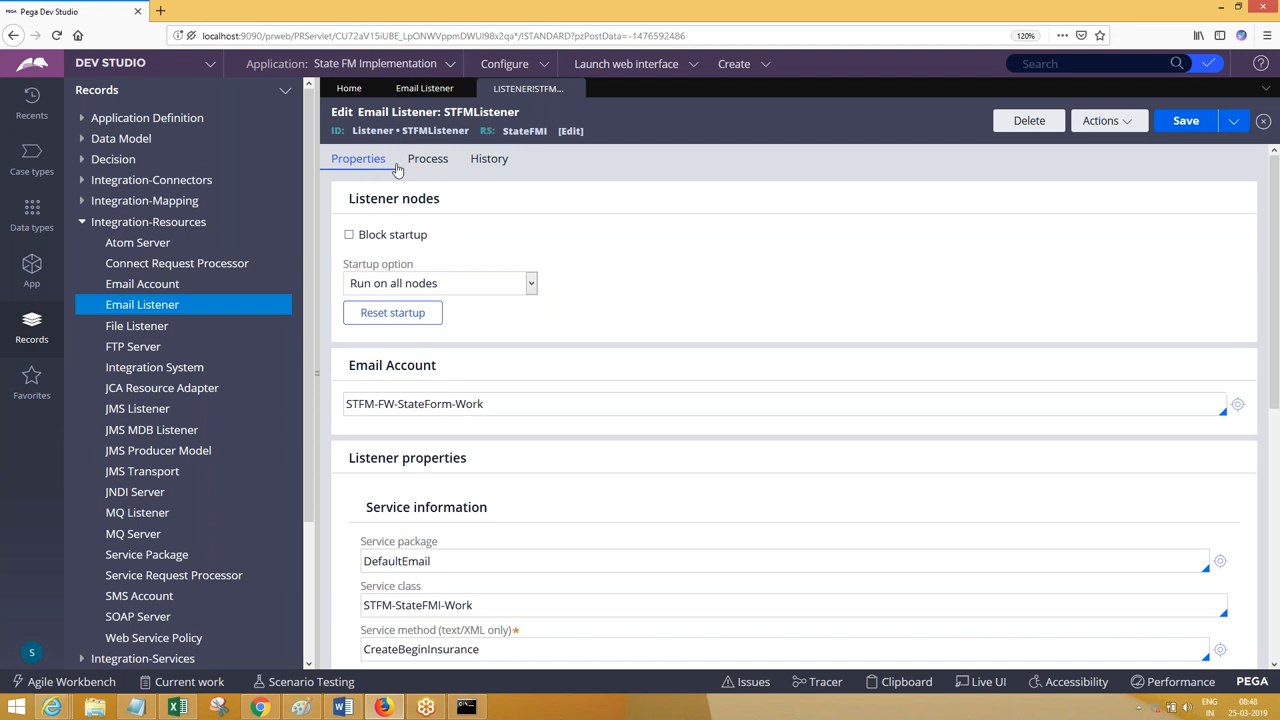 Pega Dev Studio
localhost:9090/prweb/PRServlet/CU72aV15iUBE_LpONWVppmDWUI98x2qa*/!STANDARD?pzPostData=-1476592486
120%
DEV STUDIO
Application: State FM Implementation
Configure
Launch web interface
Create
Search
Recents
Case types
Data types
App
Records
Favorites
S
Records
Application Definition
Data Model
Decision
Integration-Connectors
Integration-Mapping
Integration-Resources
Atom Server
Connect Request Processor
Email Account
Email Listener
File Listener
FTP Server
Integration System
JCA Resource Adapter
JMS Listener
JMS MDB Listener
JMS Producer Model
JMS Transport
JNDI Server
MQ Listener
MQ Server
Service Package
Service Request Processor
SMS Account
SOAP Server
Web Service Policy
Integration-Services
Home
Email Listener
LISTENER!STFM...
Edit Email Listener: STFMListener
ID: Listener • STFMListener RS: StateFMI [Edit]
Delete
Actions
Save
Properties
Process
History
Listener nodes
Block startup
Startup option
Run on all nodes
Reset startup
Email Account
STFM-FW-StateForm-Work
Listener properties
Service information
Service package
DefaultEmail
Service class
STFM-StateFMI-Work
Service method (text/XML only)*
CreateBeginInsurance
Agile Workbench
Current work
Scenario Testing
Issues
Tracer
Clipboard
Live UI
Accessibility
Performance
PEGA
ENG
IN
08:48
25-03-2019